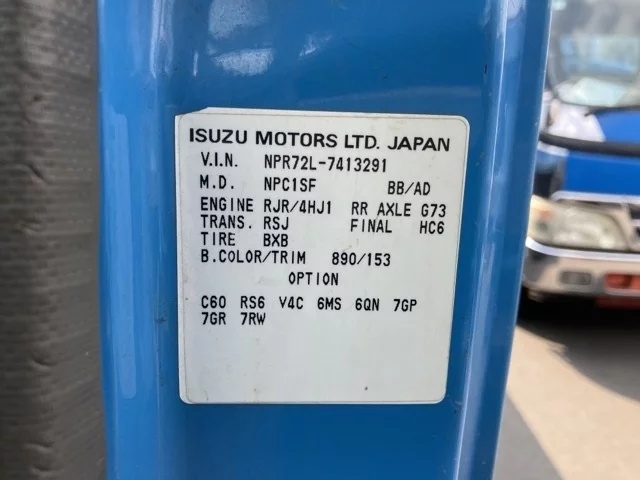 ISUZU MOTORS LTD. JAPAN
V.I.N. NPR72L-7413291
M.D. NPC1SF BB/AD
ENGINE RJR/4HJ1 RR AXLE G73
TRANS. RSJ FINAL HC6
TIRE BXB
B.COLOR/TRIM 890/153
OPTION
C60 RS6 V4C 6MS 6QN 7GP
7GR 7RW